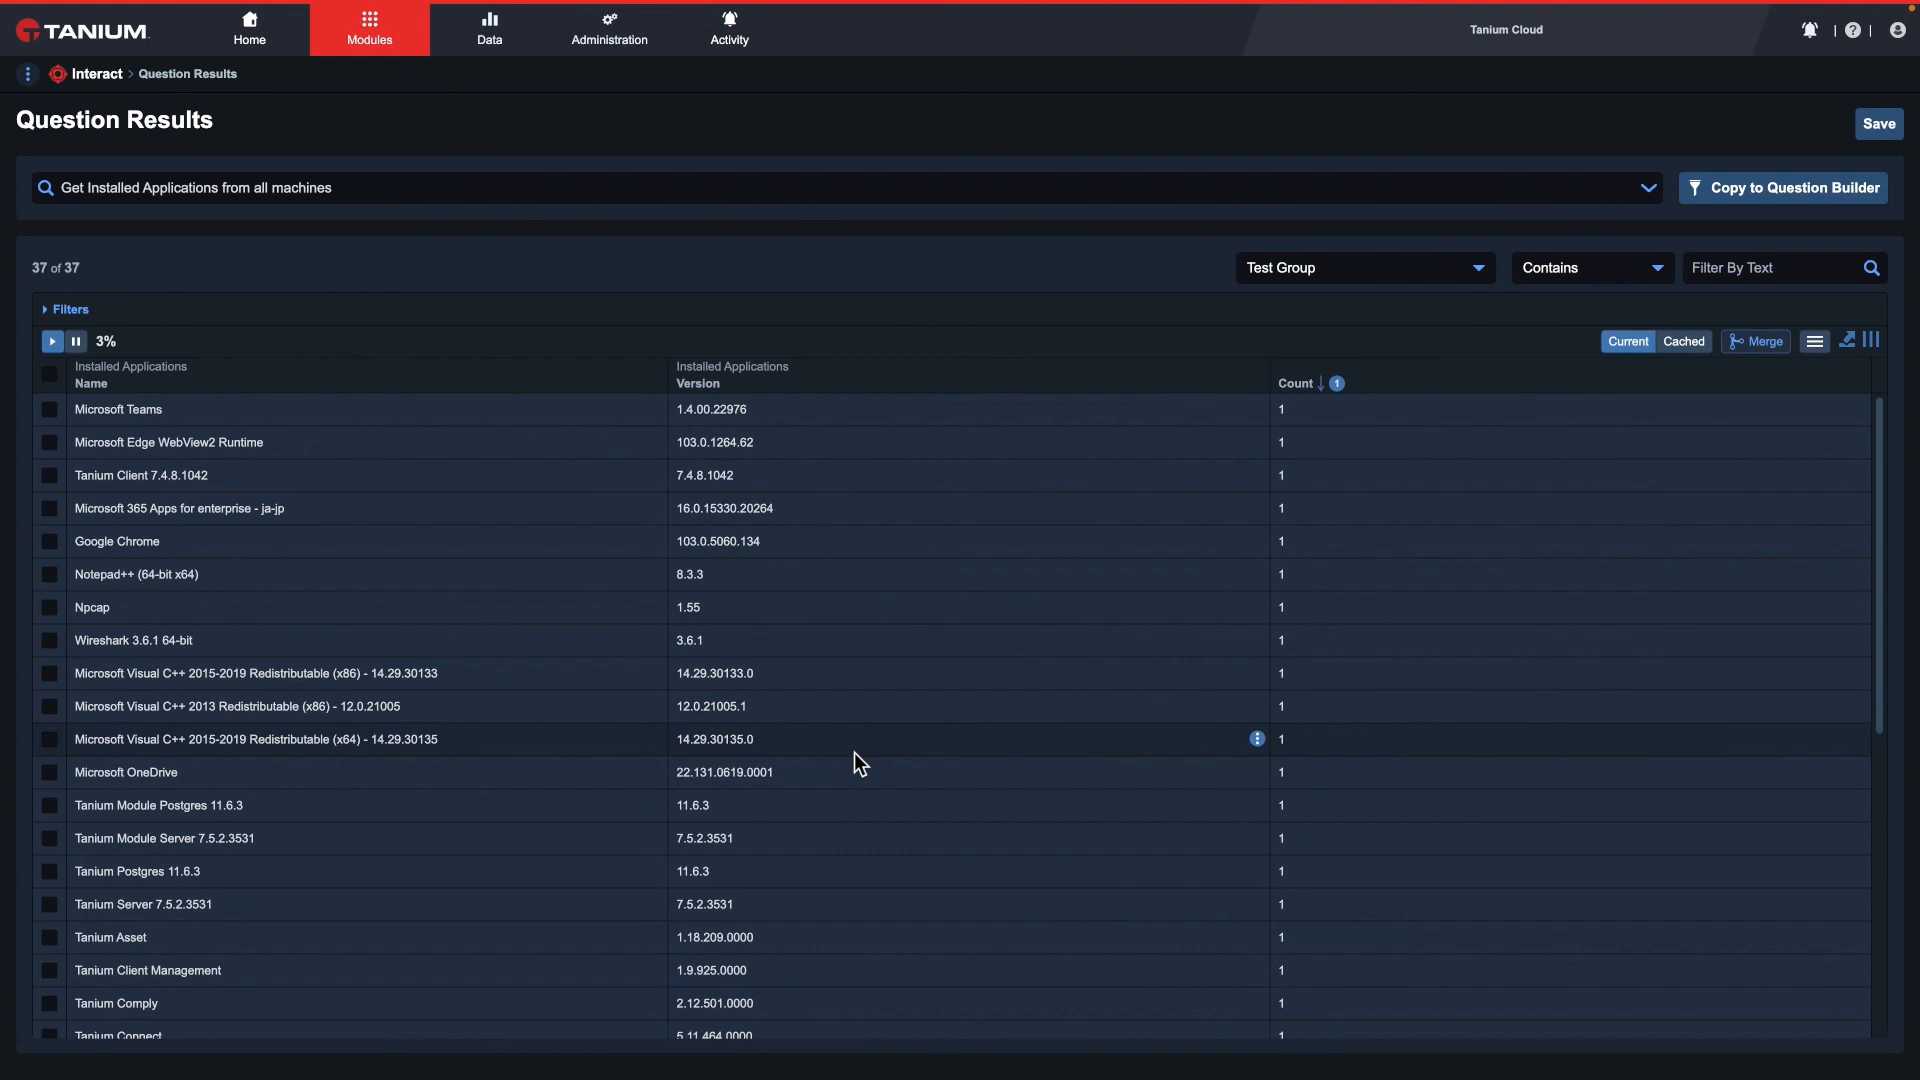 TANIUM
Home
Modules
Data
Administration
Activity
Tanium Cloud
Interact > Question Results
Question Results
Save
Get Installed Applications from all machines
Copy to Question Builder
37 of 37
Test Group
Contains
Filter By Text
Filters
3%
Current
Cached
Merge
Installed Applications
Name
Installed Applications
Version
Count 1
Microsoft Teams 1.4.00.22976 1
Microsoft Edge WebView2 Runtime 103.0.1264.62 1
Tanium Client 7.4.8.1042 7.4.8.1042 1
Microsoft 365 Apps for enterprise - ja-jp 16.0.15330.20264 1
Google Chrome 103.0.5060.134 1
Notepad++ (64-bit x64) 8.3.3 1
Npcap 1.55 1
Wireshark 3.6.1 64-bit 3.6.1 1
Microsoft Visual C++ 2015-2019 Redistributable (x86) - 14.29.30133 14.29.30133.0 1
Microsoft Visual C++ 2013 Redistributable (x86) - 12.0.21005 12.0.21005.1 1
Microsoft Visual C++ 2015-2019 Redistributable (x64) - 14.29.30135 14.29.30135.0 1
Microsoft OneDrive 22.131.0619.0001 1
Tanium Module Postgres 11.6.3 11.6.3 1
Tanium Module Server 7.5.2.3531 7.5.2.3531 1
Tanium Postgres 11.6.3 11.6.3 1
Tanium Server 7.5.2.3531 7.5.2.3531 1
Tanium Asset 1.18.209.0000 1
Tanium Client Management 1.9.925.0000 1
Tanium Comply 2.12.501.0000 1
Tanium Connect 5.11.464.0000 1